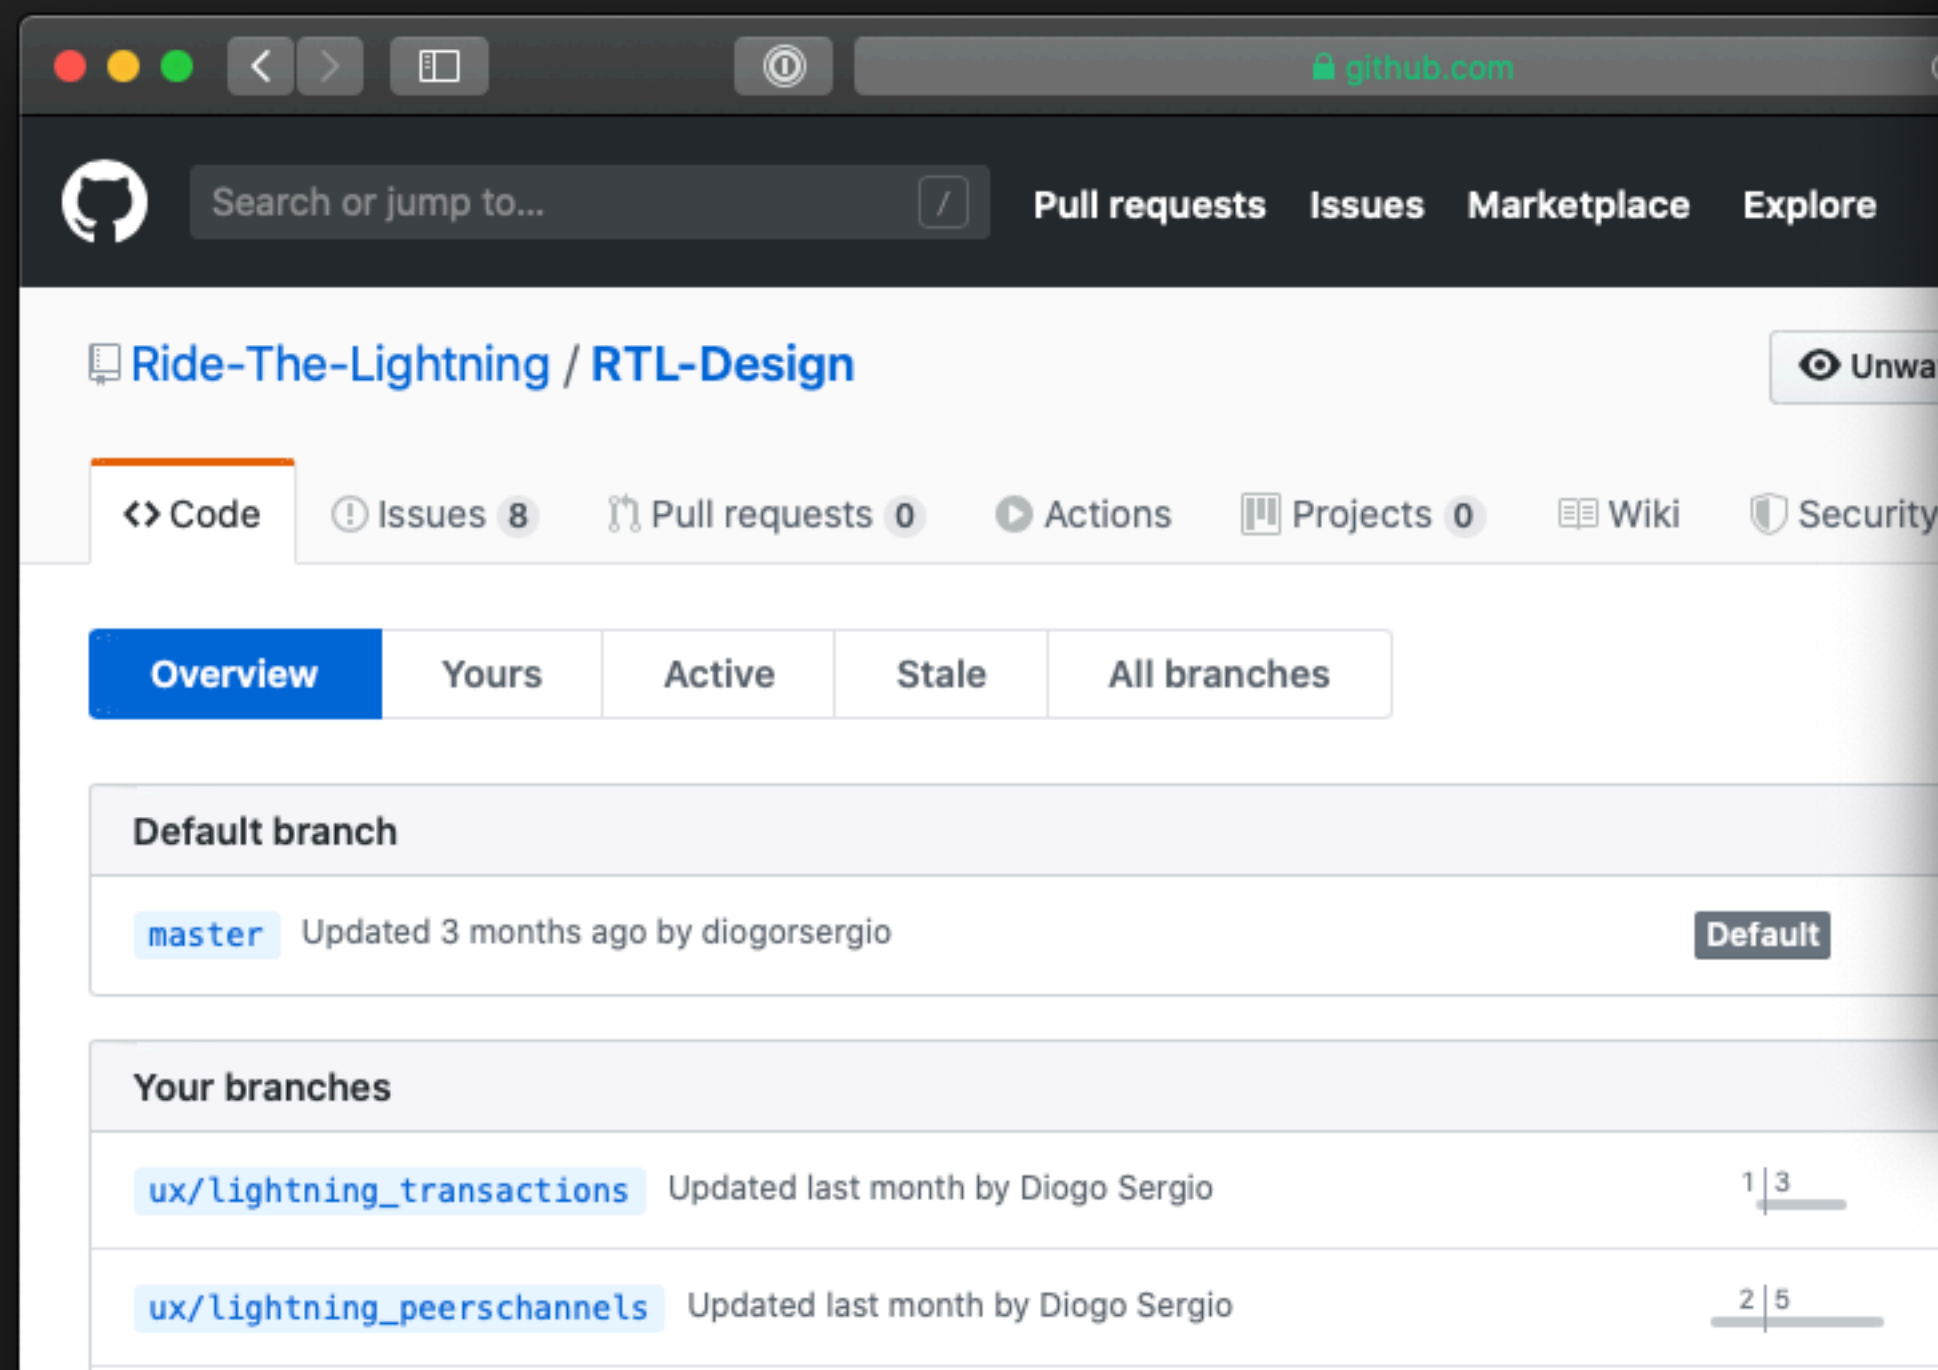 github.com
Search or jump to... /
Pull requests Issues Marketplace Explore
Ride-The-Lightning / RTL-Design
Code Issues 8 Pull requests 0 Actions Projects 0 Wiki Security
Overview Yours Active Stale All branches
Default branch
master Updated 3 months ago by diogorsergio Default
Your branches
ux/lightning_transactions Updated last month by Diogo Sergio 1 3
ux/lightning_peerschannels Updated last month by Diogo Sergio 2 5